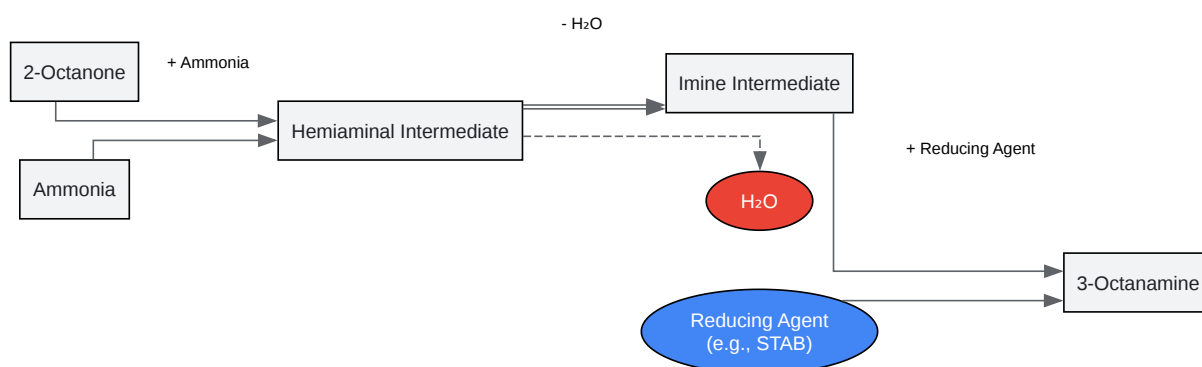 - H₂O
2-Octanone
+ Ammonia
Imine Intermediate
Hemiaminal Intermediate
+ Reducing Agent
Ammonia
H₂O
3-Octanamine
Reducing Agent
(e.g., STAB)